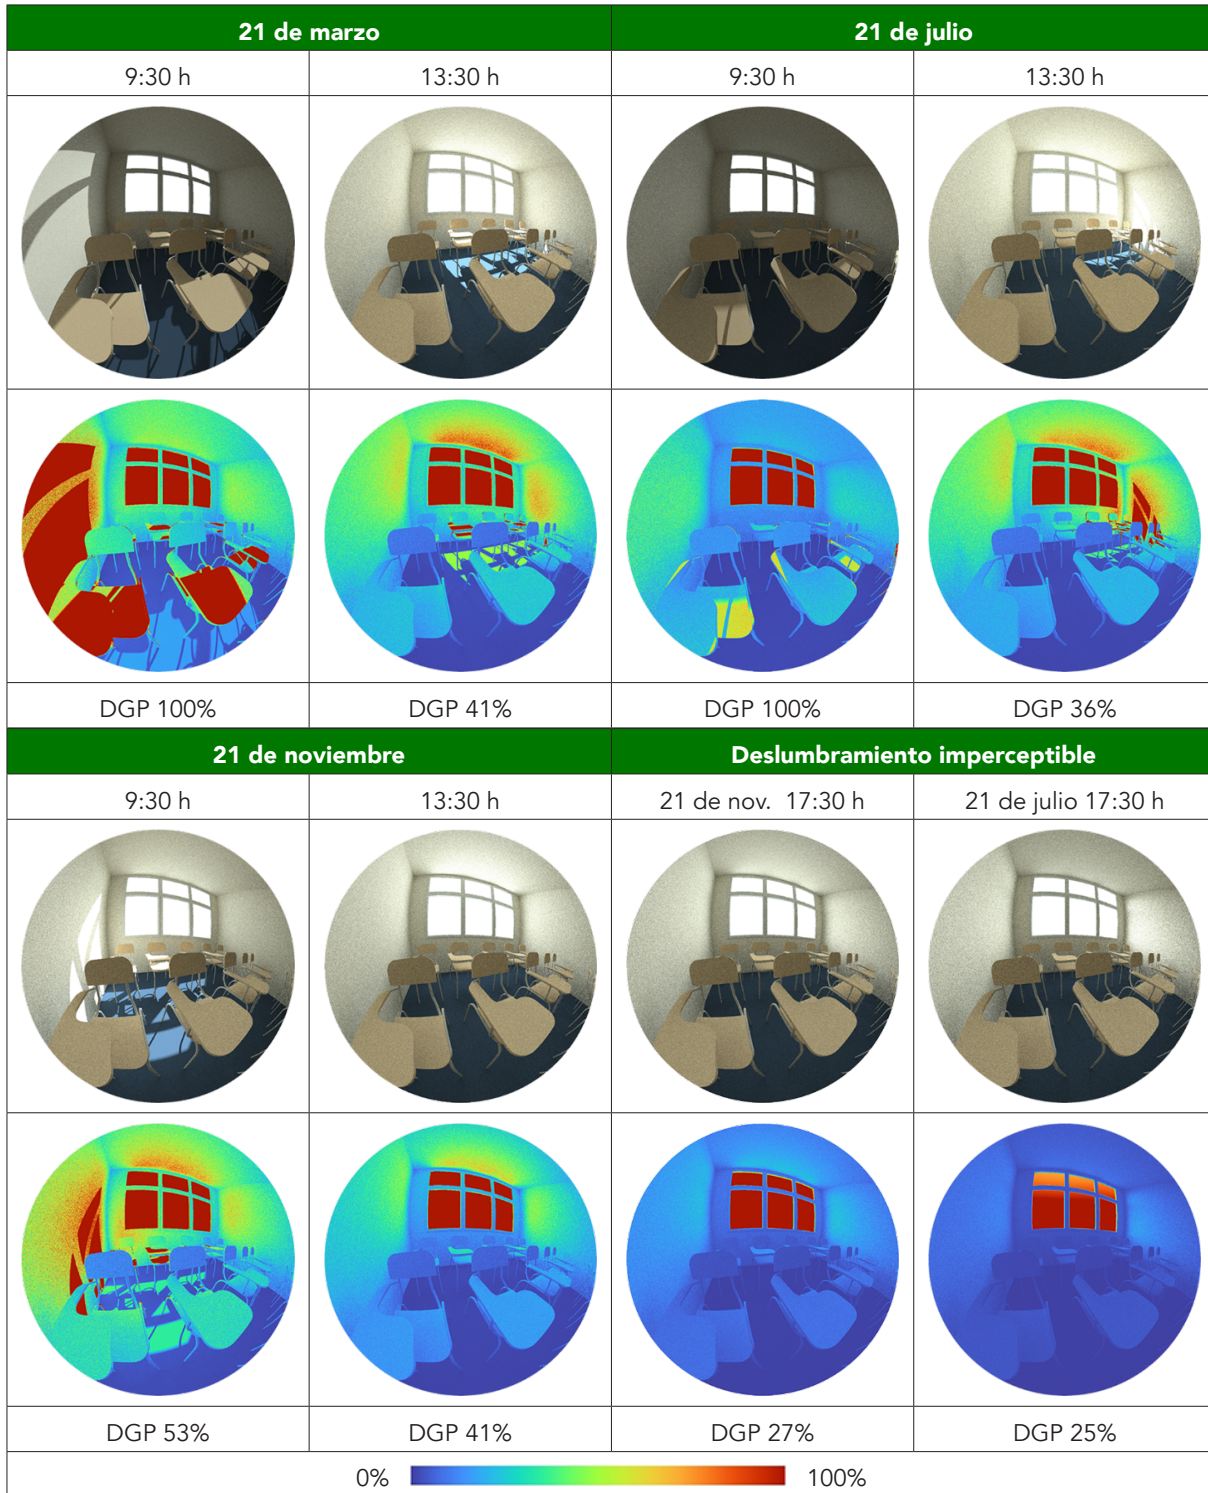 21 de marzo 21 de julio
9:30 h 13:30 h 9:30 h 13:30 h
DGP 100% DGP 41% DGP 100% DGP 36%
21 de noviembre Deslumbramiento imperceptible
9:30 h 13:30 h 21 de nov. 17:30 h 21 de julio 17:30 h
DGP 53% DGP 41% DGP 27% DGP 25%
0% 100%